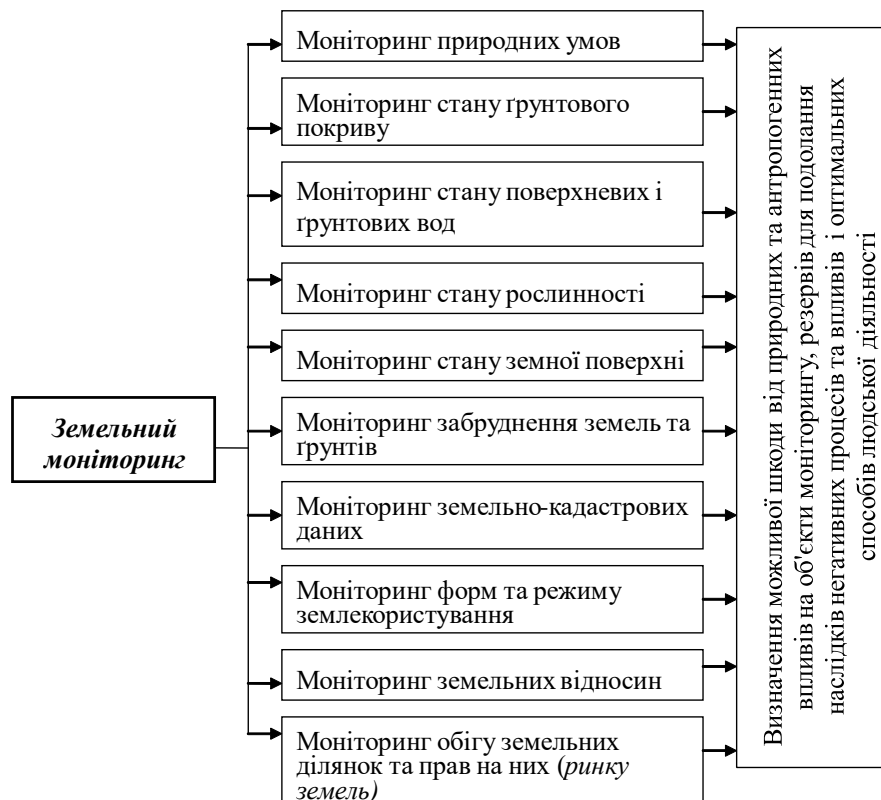 Земельний
моніторинг
Моніторинг природних умов
Моніторинг стану ґрунтового
покриву
Моніторинг стану поверхневих і
ґрунтових вод
Моніторинг стану рослинності
Моніторинг стану земної поверхні
Моніторинг забруднення земель та
ґрунтів
Моніторинг земельно-кадастрових
даних
Моніторинг форм та режиму
землекористування
Моніторинг земельних відносин
Моніторинг обігу земельних
ділянок та прав на них (ринку
земель)
Визначення можливої шкоди від природних та антропогенних
впливів на об'єкти моніторингу, резервів для подолання
наслідків негативних процесів та впливів і оптимальних
способів людської діяльності